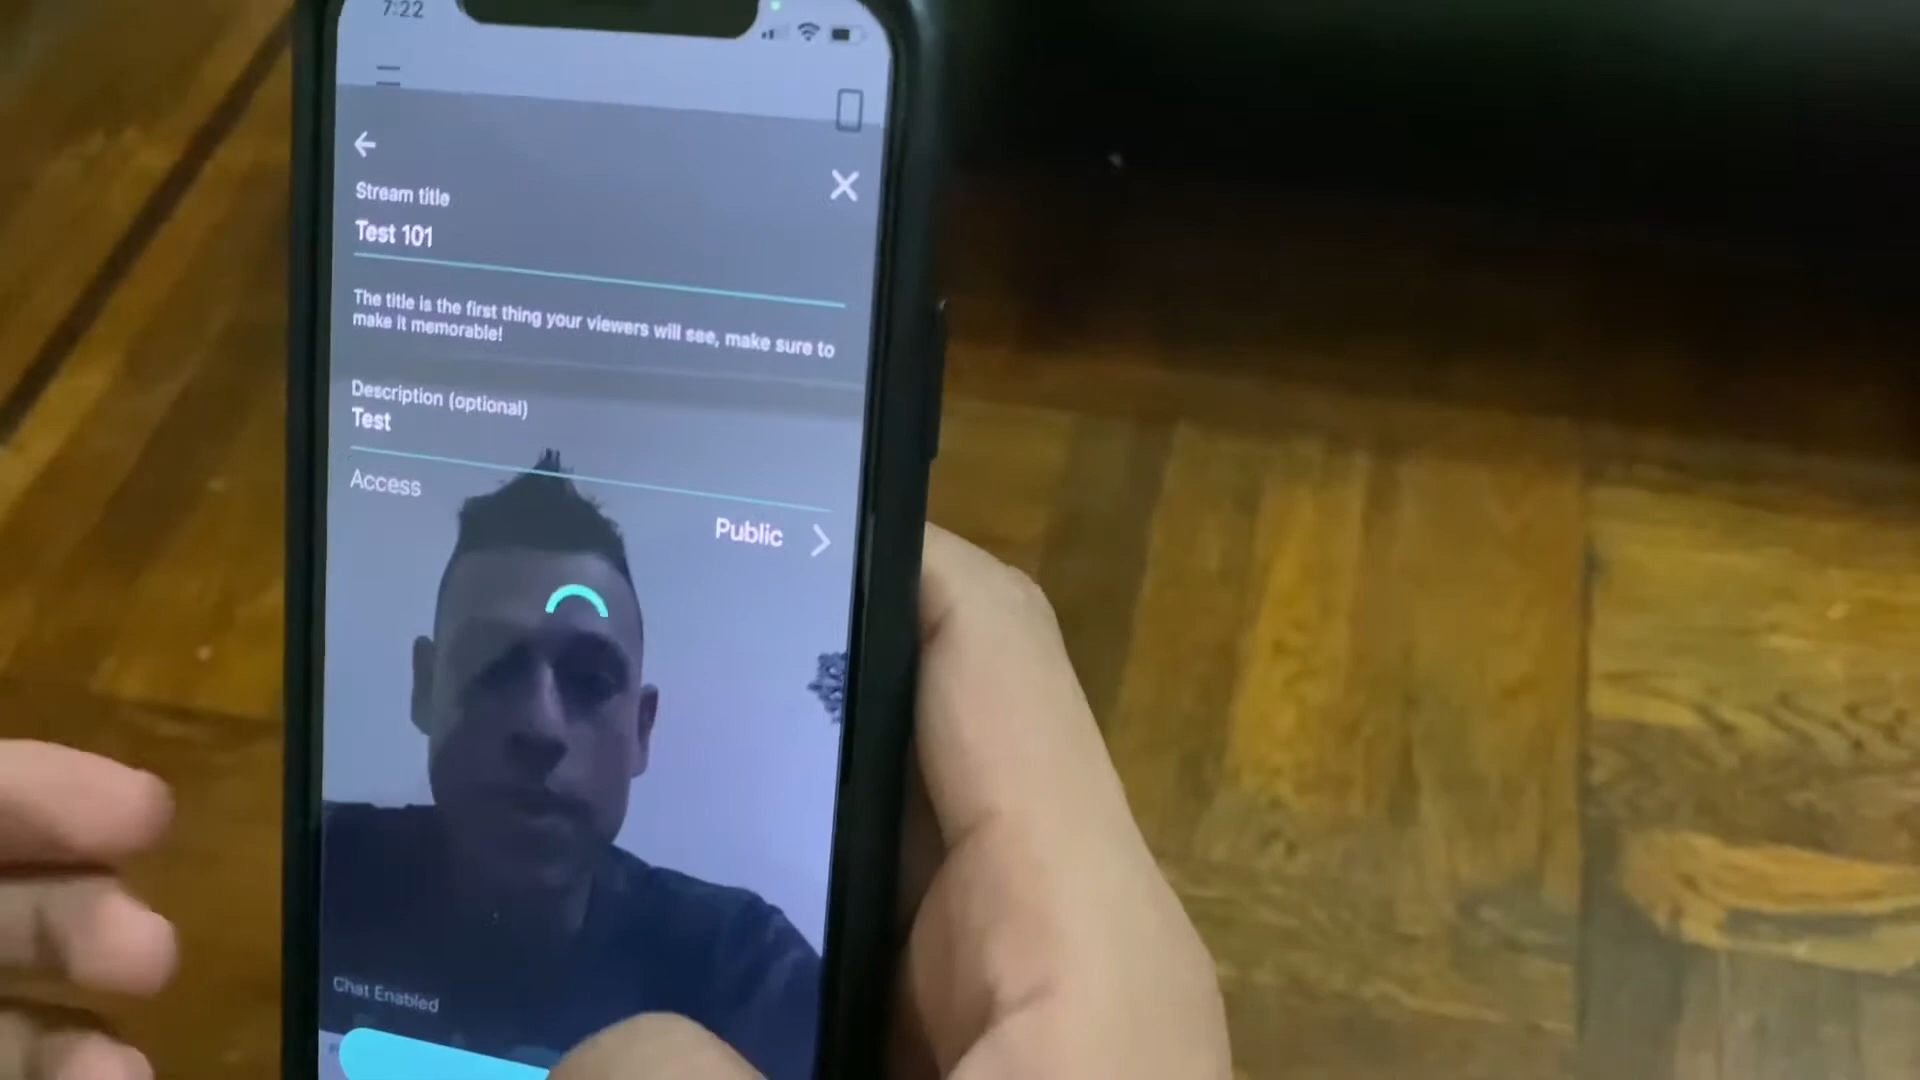 7:22
Stream title
Test 101
The title is the first thing your viewers will see, make sure to
make it memorable!
Description (optional)
Test
Access
Public
Chat Enabled